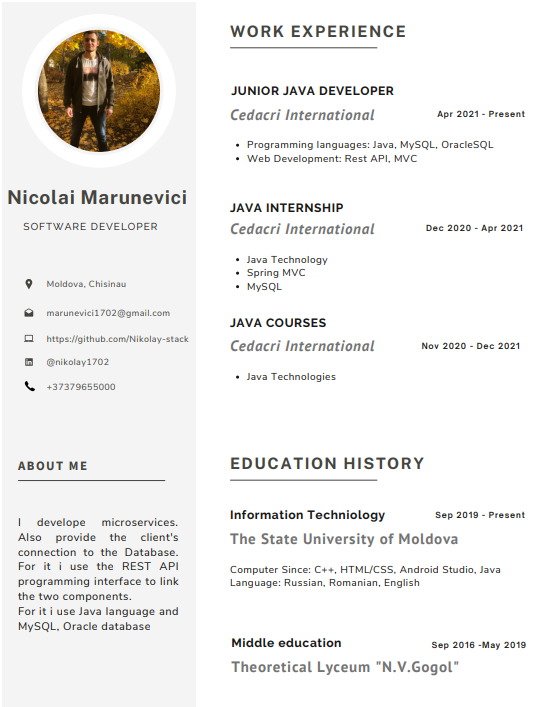 Nicolai Marunevici
SOFTWARE DEVELOPER
Moldova, Chisinau
marunevici1702@gmail.com
https://github.com/Nikolay-stack
@nikolay1702
+37379655000
ABOUT ME
I develope microservices.
Also provide the client's
connection to the Database.
For it i use the REST API
programming interface to link
the two components.
For it i use Java language and
MySQL, Oracle database
WORK EXPERIENCE
JUNIOR JAVA DEVELOPER
Cedacri International Apr 2021 - Present
• Programming languages: Java, MySQL, OracleSQL
• Web Development: Rest API, MVC
JAVA INTERNSHIP
Cedacri International Dec 2020 - Apr 2021
• Java Technology
• Spring MVC
• MySQL
JAVA COURSES
Cedacri International Nov 2020 - Dec 2021
• Java Technologies
EDUCATION HISTORY
Information Techniology Sep 2019 - Present
The State University of Moldova
Computer Since: C++, HTML/CSS, Android Studio, Java
Language: Russian, Romanian, English
Middle education Sep 2016 -May 2019
Theoretical Lyceum "N.V.Gogol"